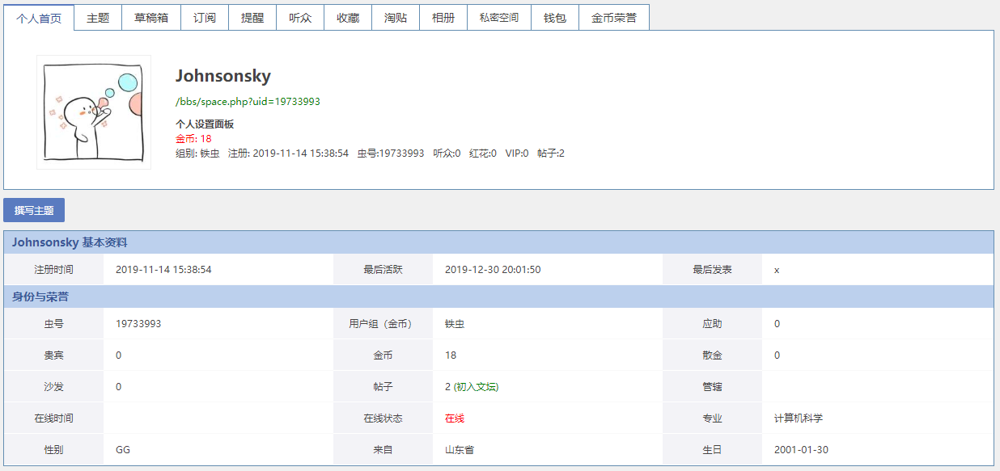 个人首页 主题 草稿箱 订阅 提醒 听众 收藏 淘贴 相册 私密空间 钱包 金币荣誉
Johnsonsky
/bbs/space.php?uid=19733993
个人设置面板
金币: 18
组别: 铁虫 注册: 2019-11-14 15:38:54 虫号:19733993 听众:0 红花:0 VIP:0 帖子:2
撰写主题
Johnsonsky 基本资料
注册时间 2019-11-14 15:38:54 最后活跃 2019-12-30 20:01:50 最后发表 x
身份与荣誉
虫号 19733993 用户组（金币） 铁虫 应助 0
贵宾 0 金币 18 散金 0
沙发 0 帖子 2 (初入文坛) 管辖
在线时间 在线状态 在线 专业 计算机科学
性别 GG 来自 山东省 生日 2001-01-30